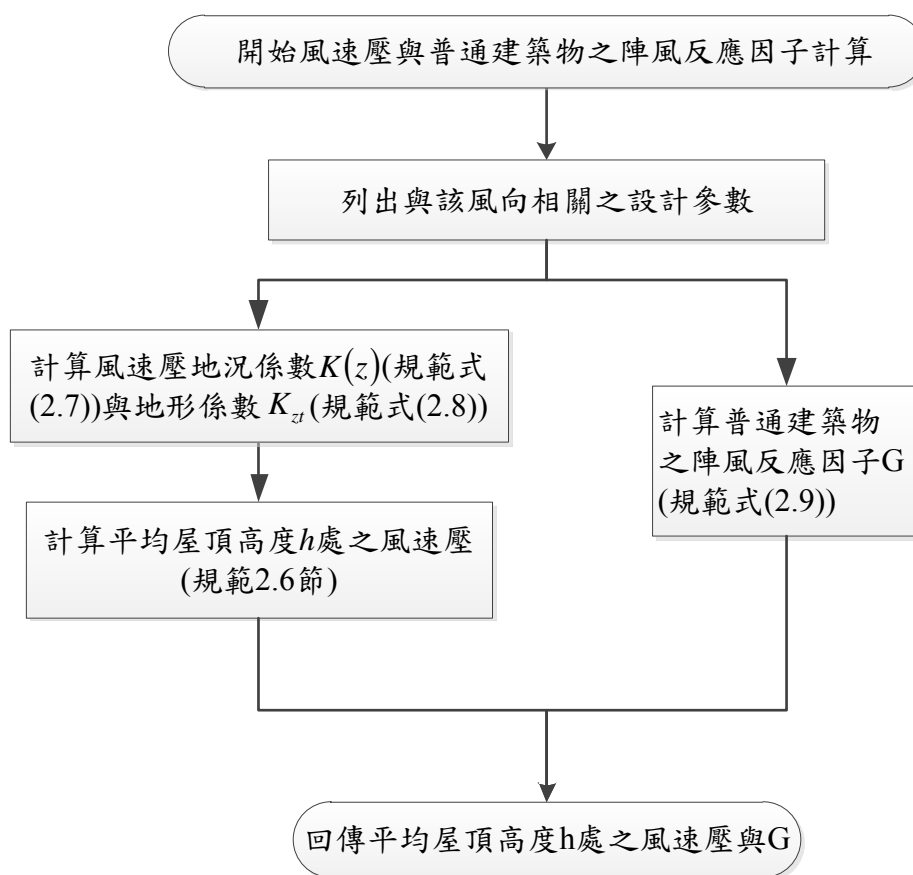 開始風速壓與普通建築物之陣風反應因子計算
列出與該風向相關之設計參數
計算風速壓地況係數K(z)(規範式
(2.7))與地形係數 K_{zt}(規範式(2.8))
計算平均屋頂高度h處之風速壓
(規範2.6節)
計算普通建築物
之陣風反應因子G
(規範式(2.9))
回傳平均屋頂高度h處之風速壓與G